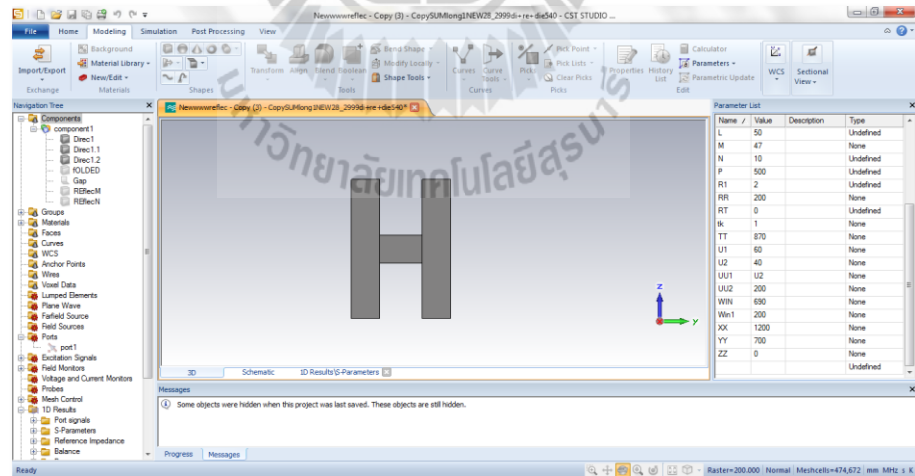 Newwwwreflec - Copy (3) - CopySUMlong1NEW28_2999di+re+die540 - CST STUDIO ...
File Home Modeling Simulation Post Processing View
Import/Export
Exchange
Background
Material Library
New/Edit
Materials
Shapes
Transform Align Blend Boolean
Bend Shape
Modify Locally
Shape Tools
Tools
Curves Curve Tools
Curves
Picks
Pick Point
Pick Lists
Clear Picks
Picks
Properties History List
Calculator
Parameters
Parametric Update
Edit
WCS
Sectional View
Navigation Tree
Components
component1
Direc1
Direc1.1
Direc1.2
fOLDED
Gap
REflecM
REflecN
Groups
Materials
Faces
Curves
WCS
Anchor Points
Wires
Voxel Data
Lumped Elements
Plane Wave
Farfield Source
Field Sources
Ports
port1
Excitation Signals
Field Monitors
Voltage and Current Monitors
Probes
Mesh Control
1D Results
Port signals
S-Parameters
Reference Impedance
Balance
Newwwwreflec - Copy (3) - CopySUMlong1NEW28_2999di+re+die540*
มหาวิทยาลัยเทคโนโลยีสุรนารี
z
y
3D Schematic 1D Results\S-Parameters
Parameter List
Name / Value Description Type
L 50 Undefined
M 47 None
N 10 Undefined
P 500 Undefined
R1 2 Undefined
RR 200 None
RT 0 Undefined
tk 1 None
TT 870 None
U1 60 None
U2 40 None
UU1 U2 None
UU2 200 None
WIN 690 None
Win1 200 None
XX 1200 None
YY 700 None
ZZ 0 None
Undefined
Messages
Some objects were hidden when this project was last saved. These objects are still hidden.
Progress Messages
Ready
Raster=200.000 Normal Meshcells=474,672 mm MHz s K